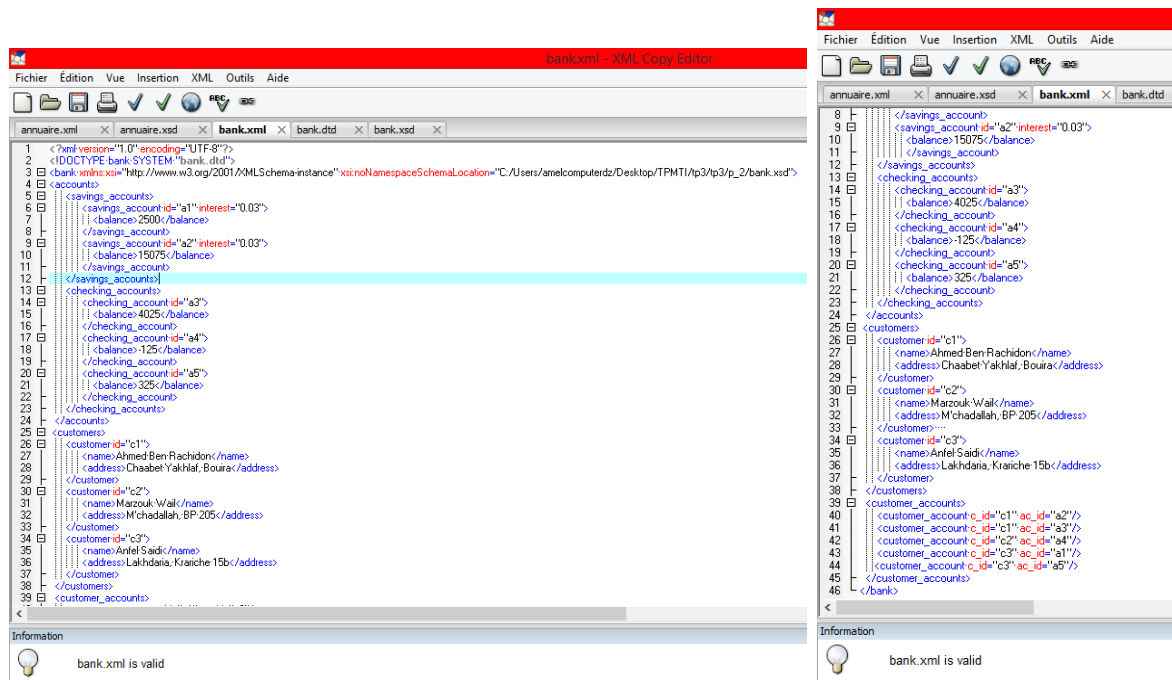 bank.xml - XML Copy Editor
Fichier Édition Vue Insertion XML Outils Aide
ABC
annuaire.xml × annuaire.xsd × bank.xml × bank.dtd × bank.xsd ×
1 <?xml version="1.0" encoding="UTF-8"?>
2 <!DOCTYPE bank SYSTEM "bank.dtd">
3 <bank xmlns:xsi="http://www.w3.org/2001/XMLSchema-instance" xsi:noNamespaceSchemaLocation="C:/Users/amelcomputerdz/Desktop/TPMTI/tp3/tp3/p_2/bank.xsd">
4 <accounts>
5 <savings_accounts>
6 <savings_account id="a1" interest="0.03">
7 <balance>2500</balance>
8 </savings_account>
9 <savings_account id="a2" interest="0.03">
10 <balance>15075</balance>
11 </savings_account>
12 </savings_accounts>
13 <checking_accounts>
14 <checking_account id="a3">
15 <balance>4025</balance>
16 </checking_account>
17 <checking_account id="a4">
18 <balance>-125</balance>
19 </checking_account>
20 <checking_account id="a5">
21 <balance>325</balance>
22 </checking_account>
23 </checking_accounts>
24 </accounts>
25 <customers>
26 <customer id="c1">
27 <name>Ahmed Ben Rachidon</name>
28 <address>Chaabet Yakhlaf, Bouira</address>
29 </customer>
30 <customer id="c2">
31 <name>Marzouk Wail</name>
32 <address>M'chadallah, BP 205</address>
33 </customer>
34 <customer id="c3">
35 <name>Anfel Saidi</name>
36 <address>Lakhdaria, Krariche 15b</address>
37 </customer>
38 </customers>
39 <customer_accounts>
Information
bank.xml is valid
Fichier Édition Vue Insertion XML Outils Aide
ABC
annuaire.xml × annuaire.xsd × bank.xml × bank.dtd
8 </savings_account>
9 <savings_account id="a2" interest="0.03">
10 <balance>15075</balance>
11 </savings_account>
12 </savings_accounts>
13 <checking_accounts>
14 <checking_account id="a3">
15 <balance>4025</balance>
16 </checking_account>
17 <checking_account id="a4">
18 <balance>-125</balance>
19 </checking_account>
20 <checking_account id="a5">
21 <balance>325</balance>
22 </checking_account>
23 </checking_accounts>
24 </accounts>
25 <customers>
26 <customer id="c1">
27 <name>Ahmed Ben Rachidon</name>
28 <address>Chaabet Yakhlaf, Bouira</address>
29 </customer>
30 <customer id="c2">
31 <name>Marzouk Wail</name>
32 <address>M'chadallah, BP 205</address>
33 </customer>
34 <customer id="c3">
35 <name>Anfel Saidi</name>
36 <address>Lakhdaria, Krariche 15b</address>
37 </customer>
38 </customers>
39 <customer_accounts>
40 <customer_account c_id="c1" ac_id="a2"/>
41 <customer_account c_id="c1" ac_id="a3"/>
42 <customer_account c_id="c2" ac_id="a4"/>
43 <customer_account c_id="c3" ac_id="a1"/>
44 <customer_account c_id="c3" ac_id="a5"/>
45 </customer_accounts>
46 </bank>
Information
bank.xml is valid